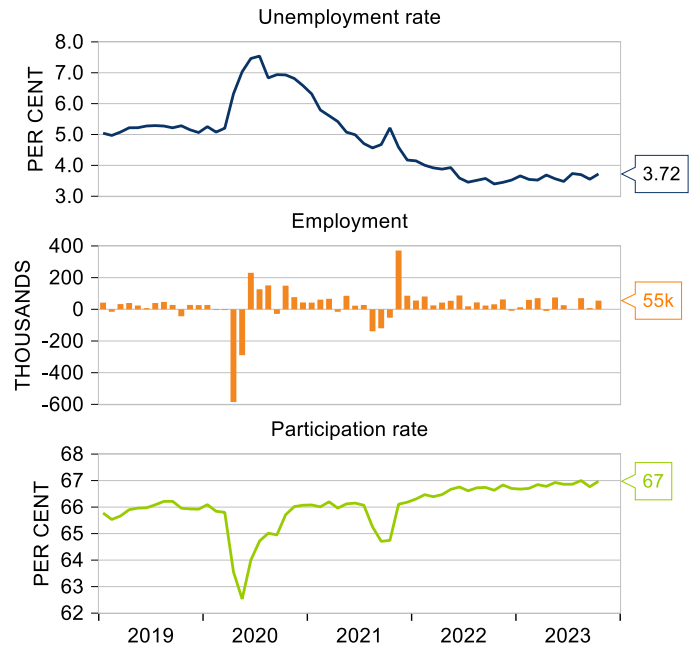 Unemployment rate
PER CENT
8.0
7.0
6.0
5.0
4.0
3.0
3.72
Employment
THOUSANDS
400
200
0
-200
-400
-600
55k
Participation rate
PER CENT
68
67
66
65
64
63
62
67
2019 2020 2021 2022 2023